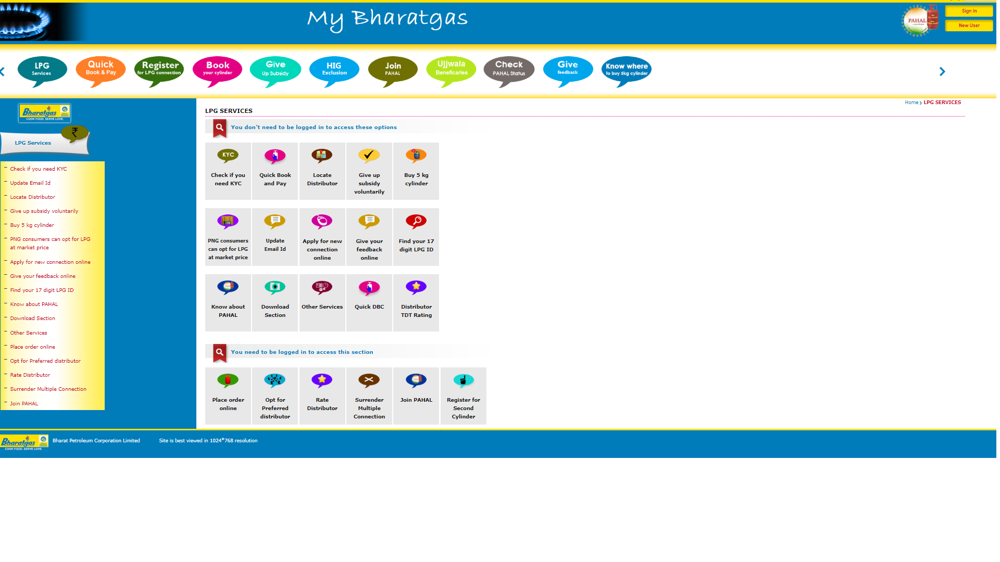 My Bharatgas
PAHAL
Sign In
New User
LPG
Services
Quick
Book & Pay
Register
for LPG connection
Book
your cylinder
Give
Up Subsidy
HIG
Exclusion
Join
PAHAL
Ujjwala
Beneficaries
Check
PAHAL Status
Give
feedback
Know where
to buy 5kg cylinder
Bharatgas
COOK FOOD. SERVE LOVE.
₹
LPG Services
Check if you need KYC
Update Email Id
Locate Distributor
Give up subsidy voluntarily
Buy 5 kg cylinder
PNG consumers can opt for LPG
at market price
Apply for new connection online
Give your feedback online
Find your 17 digit LPG ID
Know about PAHAL
Download Section
Other Services
Place order online
Opt for Preferred distributor
Rate Distributor
Surrender Multiple Connection
Join PAHAL
Home > LPG SERVICES
LPG SERVICES
You don't need to be logged in to access these options
KYC
Check if you
need KYC
Quick Book
and Pay
Locate
Distributor
Give up
subsidy
voluntarily
Buy 5 kg
cylinder
PNG consumers
can opt for LPG
at market price
Update
Email Id
Apply for new
connection
online
Give your
feedback
online
Find your 17
digit LPG ID
Know about
PAHAL
Download
Section
Other Services
Quick DBC
Distributor
TDT Rating
You need to be logged in to access this section
Place order
online
Opt for
Preferred
distributor
Rate
Distributor
Surrender
Multiple
Connection
Join PAHAL
Register for
Second
Cylinder
Bharatgas
COOK FOOD. SERVE LOVE.
Bharat Petroleum Corporation Limited
Site is best viewed in 1024*768 resolution